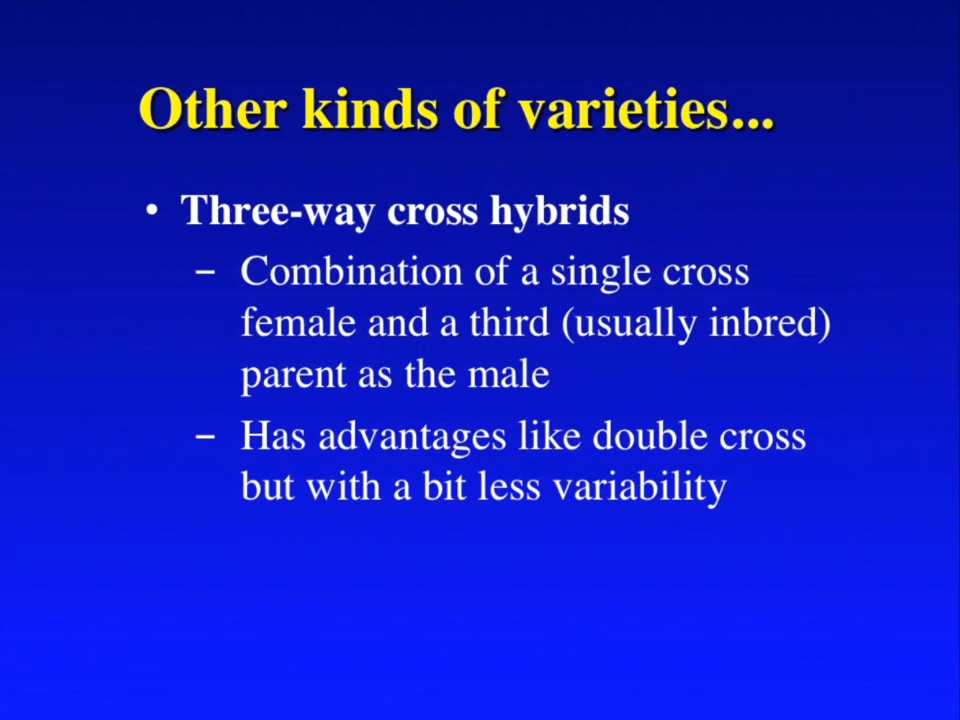 Other kinds of varieties...
• Three-way cross hybrids
– Combination of a single cross
female and a third (usually inbred)
parent as the male
– Has advantages like double cross
but with a bit less variability